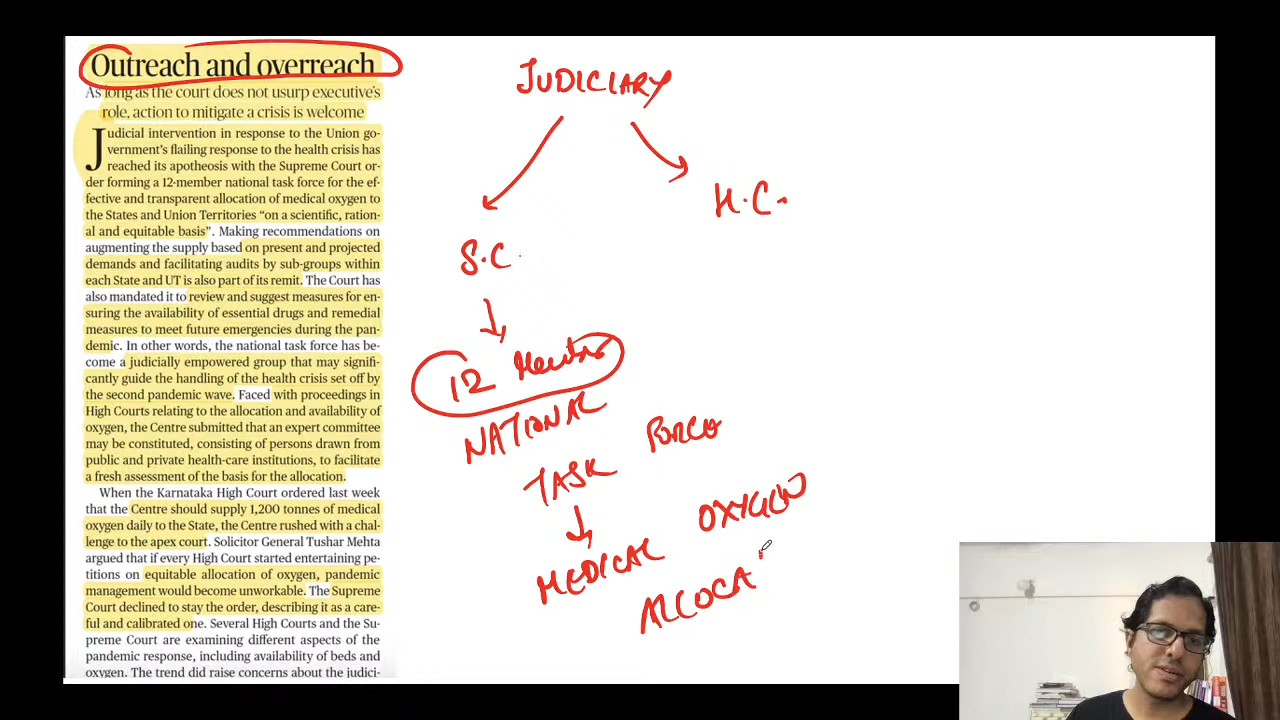 Outreach and overreach
As long as the court does not usurp executive's
role, action to mitigate a crisis is welcome
Judicial intervention in response to the Union go-
vernment's flailing response to the health crisis has
reached its apotheosis with the Supreme Court or-
der forming a 12-member national task force for the ef-
fective and transparent allocation of medical oxygen to
the States and Union Territories "on a scientific, ration-
al and equitable basis". Making recommendations on
augmenting the supply based on present and projected
demands and facilitating audits by sub-groups within
each State and UT is also part of its remit. The Court has
also mandated it to review and suggest measures for en-
suring the availability of essential drugs and remedial
measures to meet future emergencies during the pan-
demic. In other words, the national task force has be-
come a judicially empowered group that may signifi-
cantly guide the handling of the health crisis set off by
the second pandemic wave. Faced with proceedings in
High Courts relating to the allocation and availability of
oxygen, the Centre submitted that an expert committee
may be constituted, consisting of persons drawn from
public and private health-care institutions, to facilitate
a fresh assessment of the basis for the allocation.
When the Karnataka High Court ordered last week
that the Centre should supply 1,200 tonnes of medical
oxygen daily to the State, the Centre rushed with a chal-
lenge to the apex court. Solicitor General Tushar Mehta
argued that if every High Court started entertaining pe-
titions on equitable allocation of oxygen, pandemic
management would become unworkable. The Supreme
Court declined to stay the order, describing it as a care-
ful and calibrated one. Several High Courts and the Su-
preme Court are examining different aspects of the
pandemic response, including availability of beds and
oxygen. The trend did raise concerns about the judici-
JUDICIARY
H.C.
S.C
12
NATIONAL
TASK FORCE
MEDICAL OXYGEN
ALLOCA